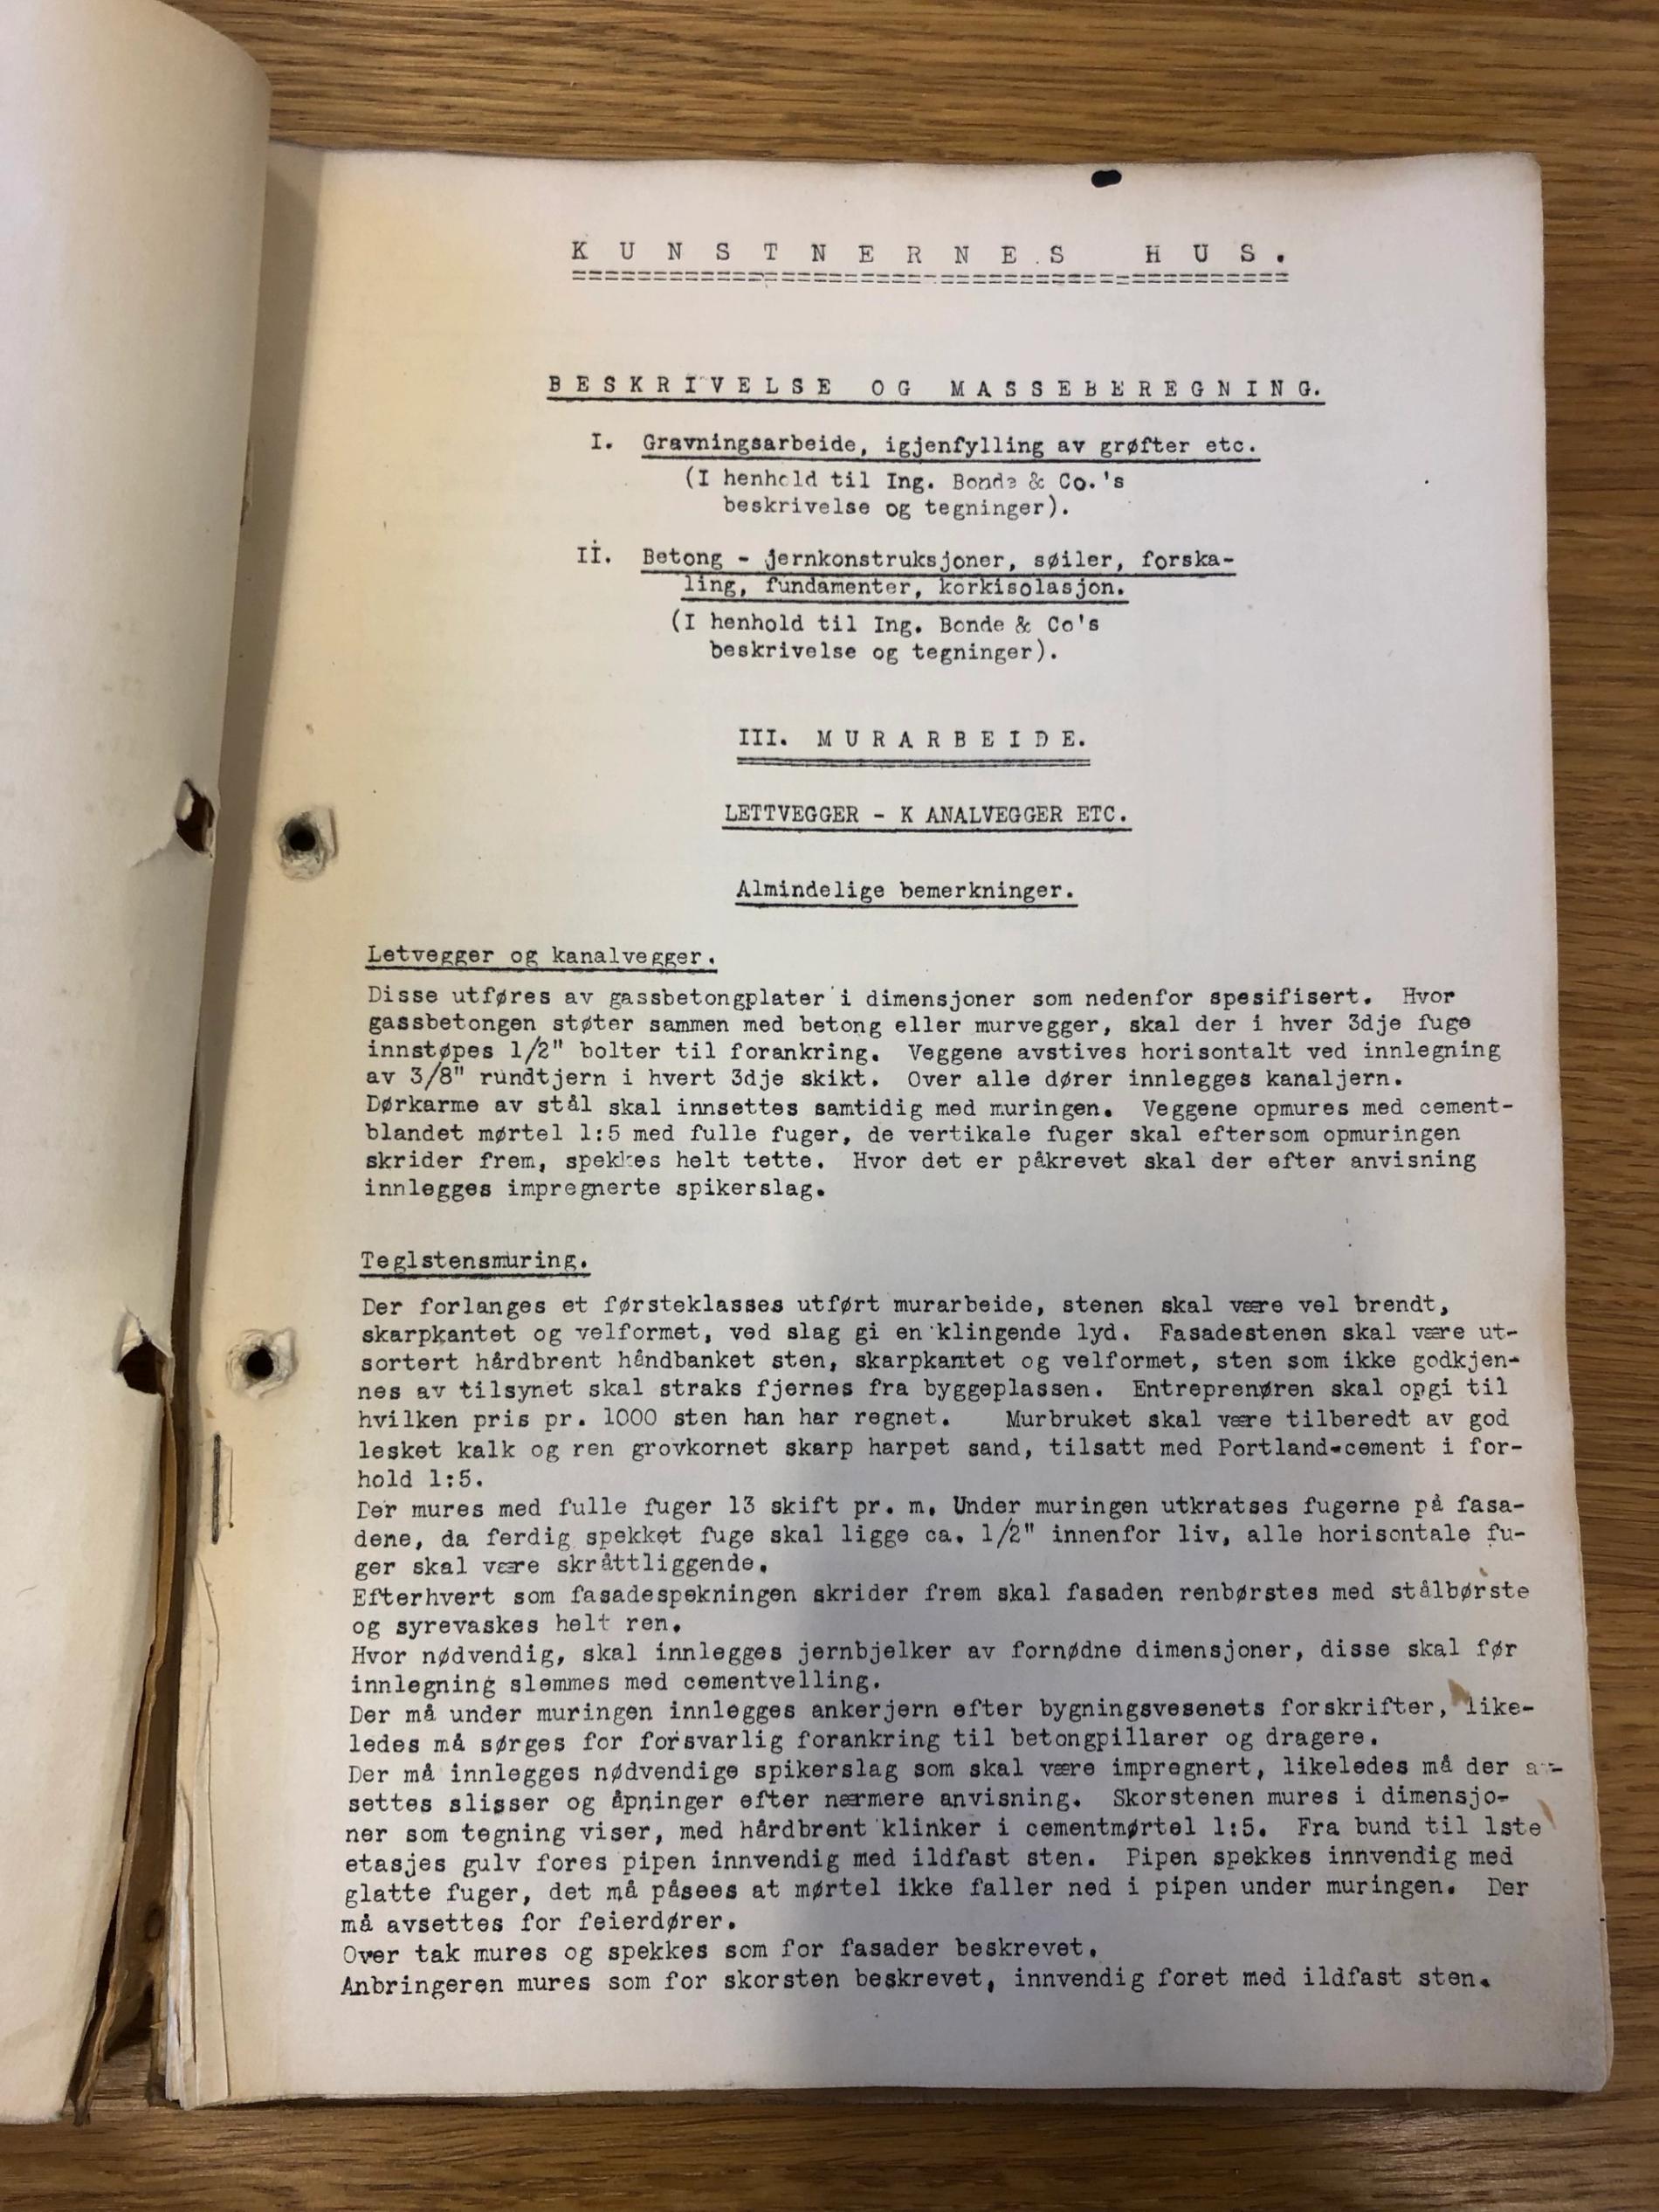 KUNSTNERNES HUS.
BESKRIVELSE OG MASSEBEREGNING.
I. Gravningsarbeide, igjenfylling av grøfter etc.
(I henhold til Ing. Bonde & Co.'s
beskrivelse og tegninger).
II. Betong - jernkonstruksjoner, søiler, forska-
ling, fundamenter, korkisolasjon.
(I henhold til Ing. Bonde & Co's
beskrivelse og tegninger).
III. MURARBEIDE.
LETTVEGGER - K ANALVEGGER ETC.
Almindelige bemerkninger.
Letvegger og kanalvegger.
Disse utføres av gassbetongplater i dimensjoner som nedenfor spesifisert. Hvor
gassbetongen støter sammen med betong eller murvegger, skal der i hver 3dje fuge
innstøpes 1/2" bolter til forankring. Veggene avstives horisontalt ved innlegning
av 3/8" rundtjern i hvert 3dje skikt. Over alle dører innlegges kanaljern.
Dørkarme av stål skal innsettes samtidig med muringen. Veggene opmures med cement-
blandet mørtel 1:5 med fulle fuger, de vertikale fuger skal eftersom opmuringen
skrider frem, spekkes helt tette. Hvor det er påkrevet skal der efter anvisning
innlegges impregnerte spikerslag.
Teglstensmuring.
Der forlanges et førsteklasses utført murarbeide, stenen skal være vel brendt,
skarpkantet og velformet, ved slag gi en klingende lyd. Fasadestenen skal være ut-
sortert hårdbrent håndbanket sten, skarpkantet og velformet, sten som ikke godkjen-
nes av tilsynet skal straks fjernes fra byggeplassen. Entreprenøren skal opgi til
hvilken pris pr. 1000 sten han har regnet. Murbruket skal være tilberedt av god
lesket kalk og ren grovkornet skarp harpet sand, tilsatt med Portland-cement i for-
hold 1:5.
Der mures med fulle fuger 13 skift pr. m. Under muringen utkratses fugerne på fasa-
dene, da ferdig spekket fuge skal ligge ca. 1/2" innenfor liv, alle horisontale fu-
ger skal være skråttliggende.
Efterhvert som fasadespekningen skrider frem skal fasaden renbørstes med stålbørste
og syrevaskes helt ren.
Hvor nødvendig, skal innlegges jernbjelker av fornødne dimensjoner, disse skal før
innlegning slemmes med cementvelling.
Der må under muringen innlegges ankerjern efter bygningsvesenets forskrifter, like-
ledes må sørges for forsvarlig forankring til betongpillarer og dragere.
Der må innlegges nødvendige spikerslag som skal være impregnert, likeledes må der av-
settes slisser og åpninger efter nærmere anvisning. Skorstenen mures i dimensjo-
ner som tegning viser, med hårdbrent klinker i cementmørtel 1:5. Fra bund til 1ste
etasjes gulv fores pipen innvendig med ildfast sten. Pipen spekkes innvendig med
glatte fuger, det må påsees at mørtel ikke faller ned i pipen under muringen. Der
må avsettes for feierdører.
Over tak mures og spekkes som for fasader beskrevet.
Anbringeren mures som for skorsten beskrevet, innvendig foret med ildfast sten.